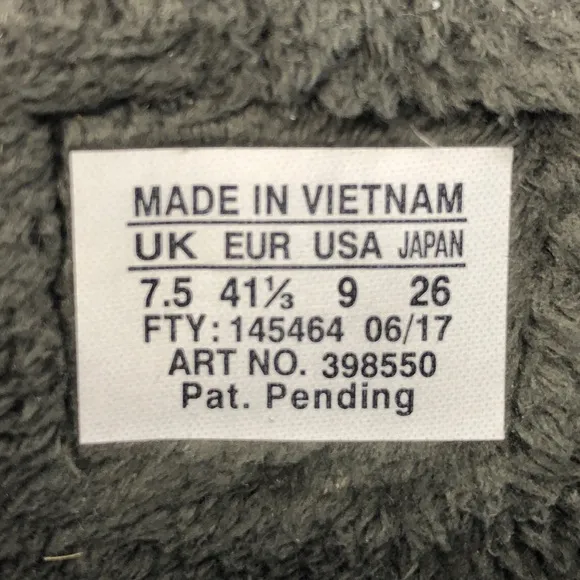 MADE IN VIETNAM
UK EUR USA JAPAN
7.5 41⅓ 9 26
FTY: 145464 06/17
ART NO. 398550
Pat. Pending